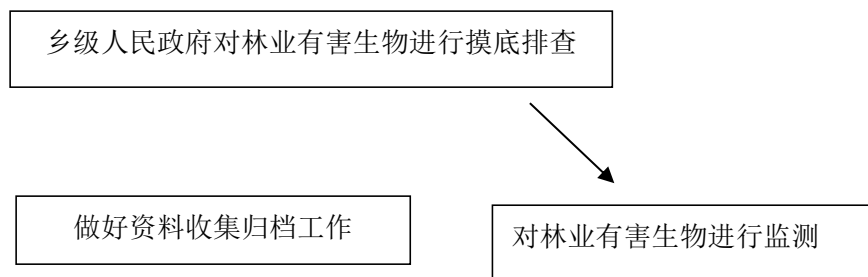 乡级人民政府对林业有害生物进行摸底排查
做好资料收集归档工作
对林业有害生物进行监测